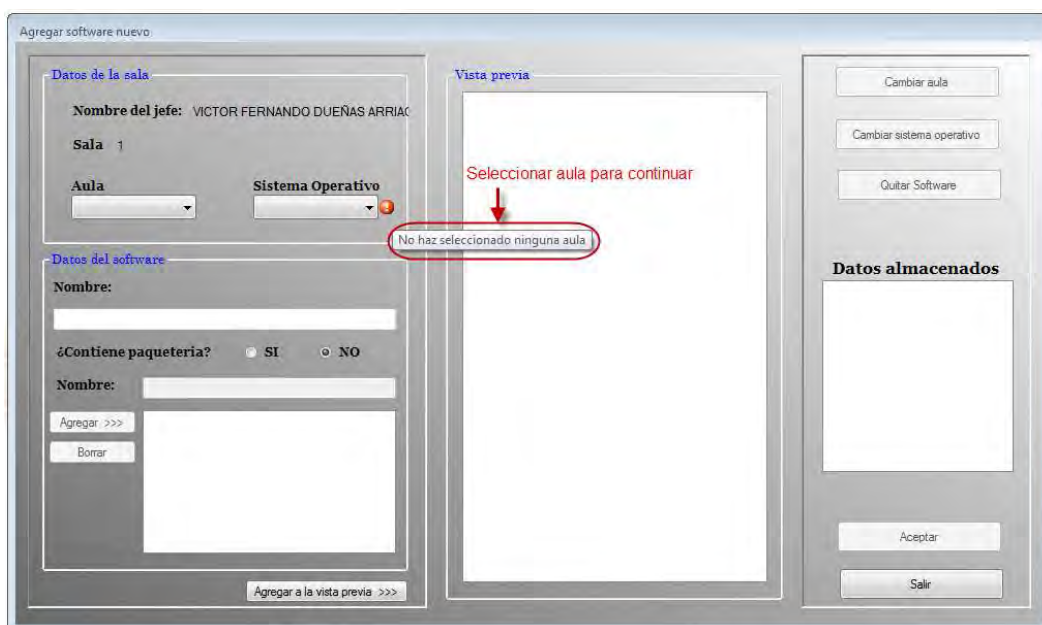 Agregar software nuevo
Datos de la sala
Nombre del jefe: VICTOR FERNANDO DUEÑAS ARRIAG
Sala 1
Aula
Sistema Operativo
No haz seleccionado ninguna aula
Datos del software
Nombre:
¿Contiene paqueteria? SI NO
Nombre:
Agregar >>>
Borrar
Agregar a la vista previa >>>
Vista previa
Seleccionar aula para continuar
Cambiar aula
Cambiar sistema operativo
Quitar Software
Datos almacenados
Aceptar
Salir